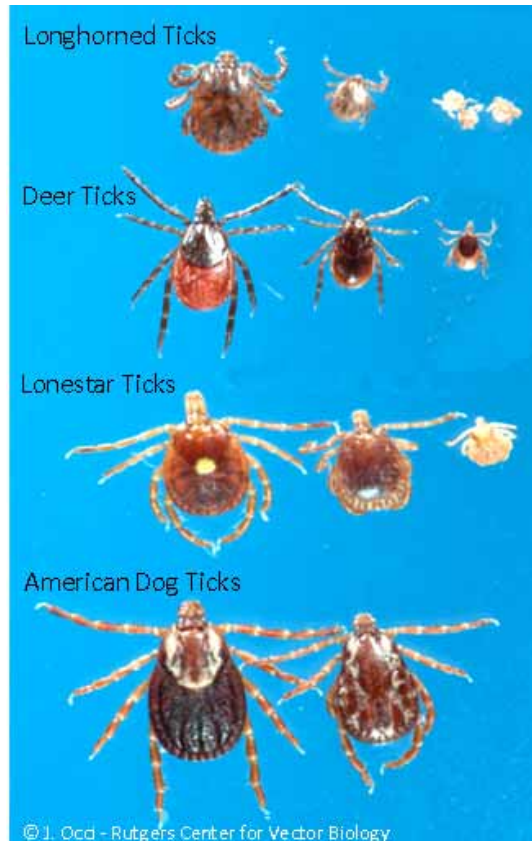 Longhorned Ticks
Deer Ticks
Lonestar Ticks
American Dog Ticks
© J. Occi - Rutgers Center for Vector Biology